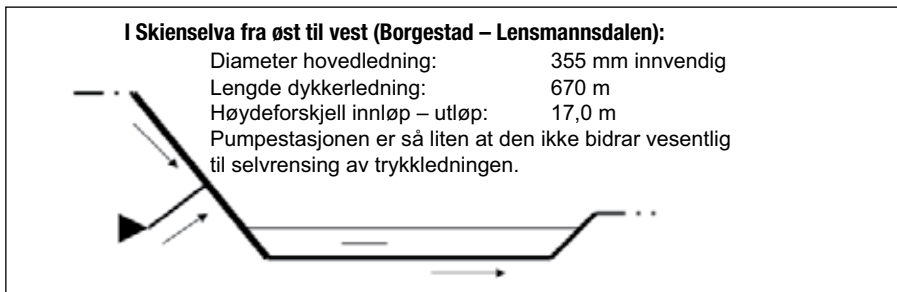 I Skienselva fra øst til vest (Borgestad – Lensmannsdalen):
Diameter hovedledning: 355 mm innvendig
Lengde dykkerledning: 670 m
Høydeforskjell innløp – utløp: 17,0 m
Pumpestasjonen er så liten at den ikke bidrar vesentlig
til selvrensing av trykkledningen.